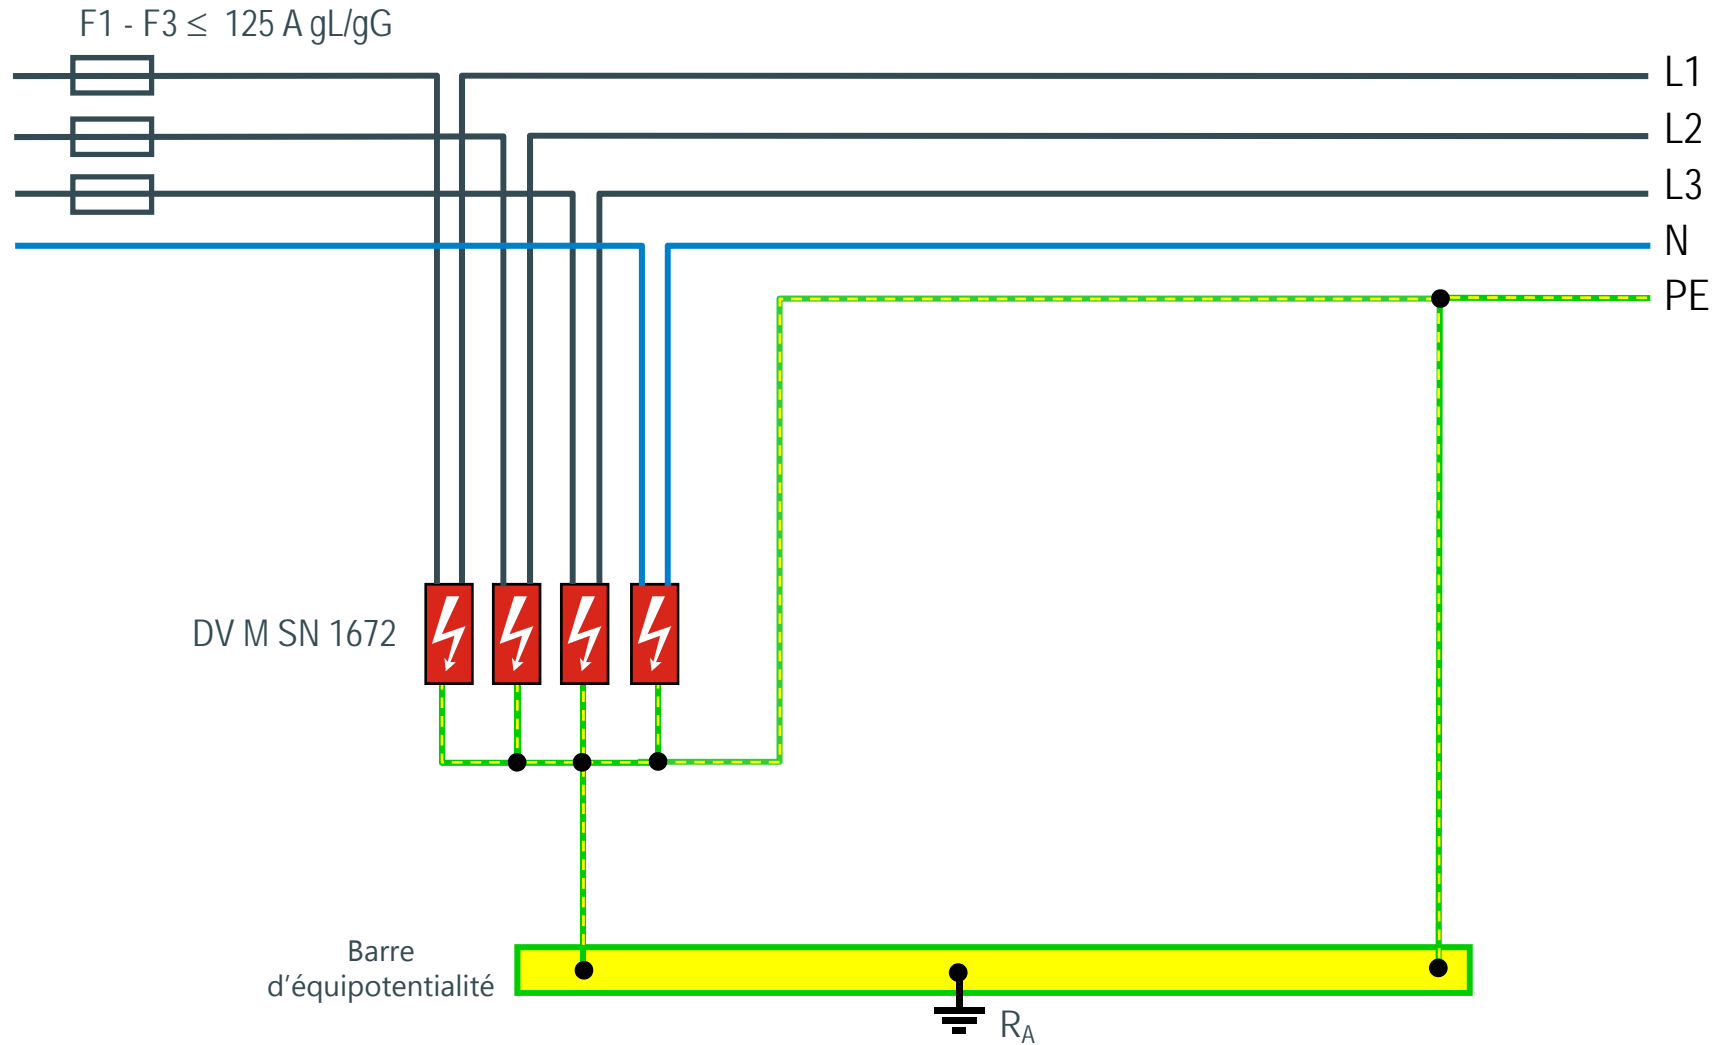 F1 - F3 ≤ 125 A gL/gG
L1
L2
L3
N
PE
DV M SN 1672
Barre
d'équipotentialité
RA